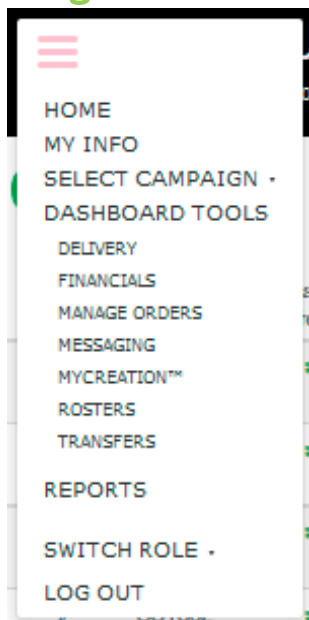 HOME
MY INFO
SELECT CAMPAIGN
DASHBOARD TOOLS
DELIVERY
FINANCIALS
MANAGE ORDERS
MESSAGING
MYCREATION™
ROSTERS
TRANSFERS
REPORTS
SWITCH ROLE
LOG OUT